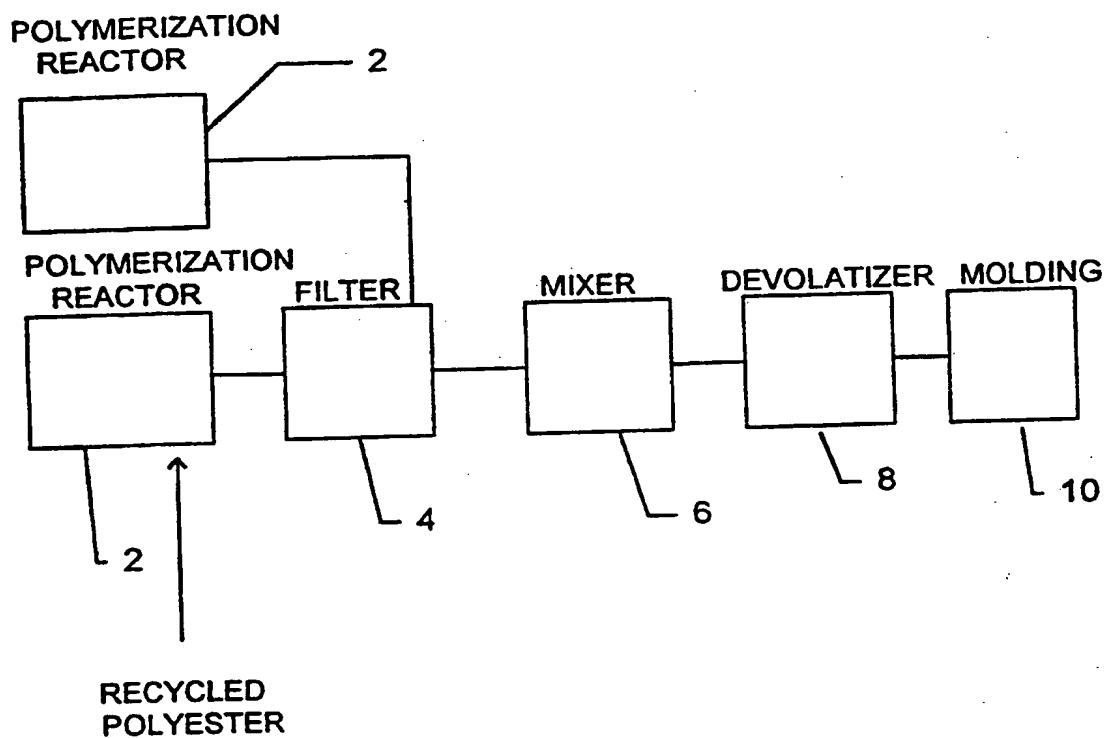 POLYMERIZATION
REACTOR
2
POLYMERIZATION
REACTOR
FILTER
MIXER
DEVOLATIZER
MOLDING
2
4
6
8
10
RECYCLED
POLYESTER